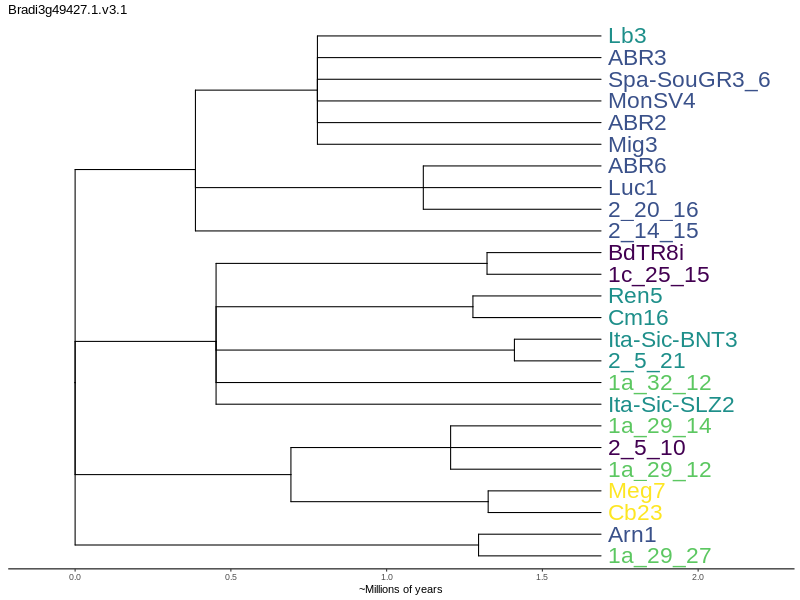 Bradi3g49427.1.v3.1
Lb3
ABR3
Spa-SouGR3_6
MonSV4
ABR2
Mig3
ABR6
Luc1
2_20_16
2_14_15
BdTR8i
1c_25_15
Ren5
Cm16
Ita-Sic-BNT3
2_5_21
1a_32_12
Ita-Sic-SLZ2
1a_29_14
2_5_10
1a_29_12
Meg7
Cb23
Arn1
1a_29_27
0.0 0.5 1.0 1.5 2.0
~Millions of years